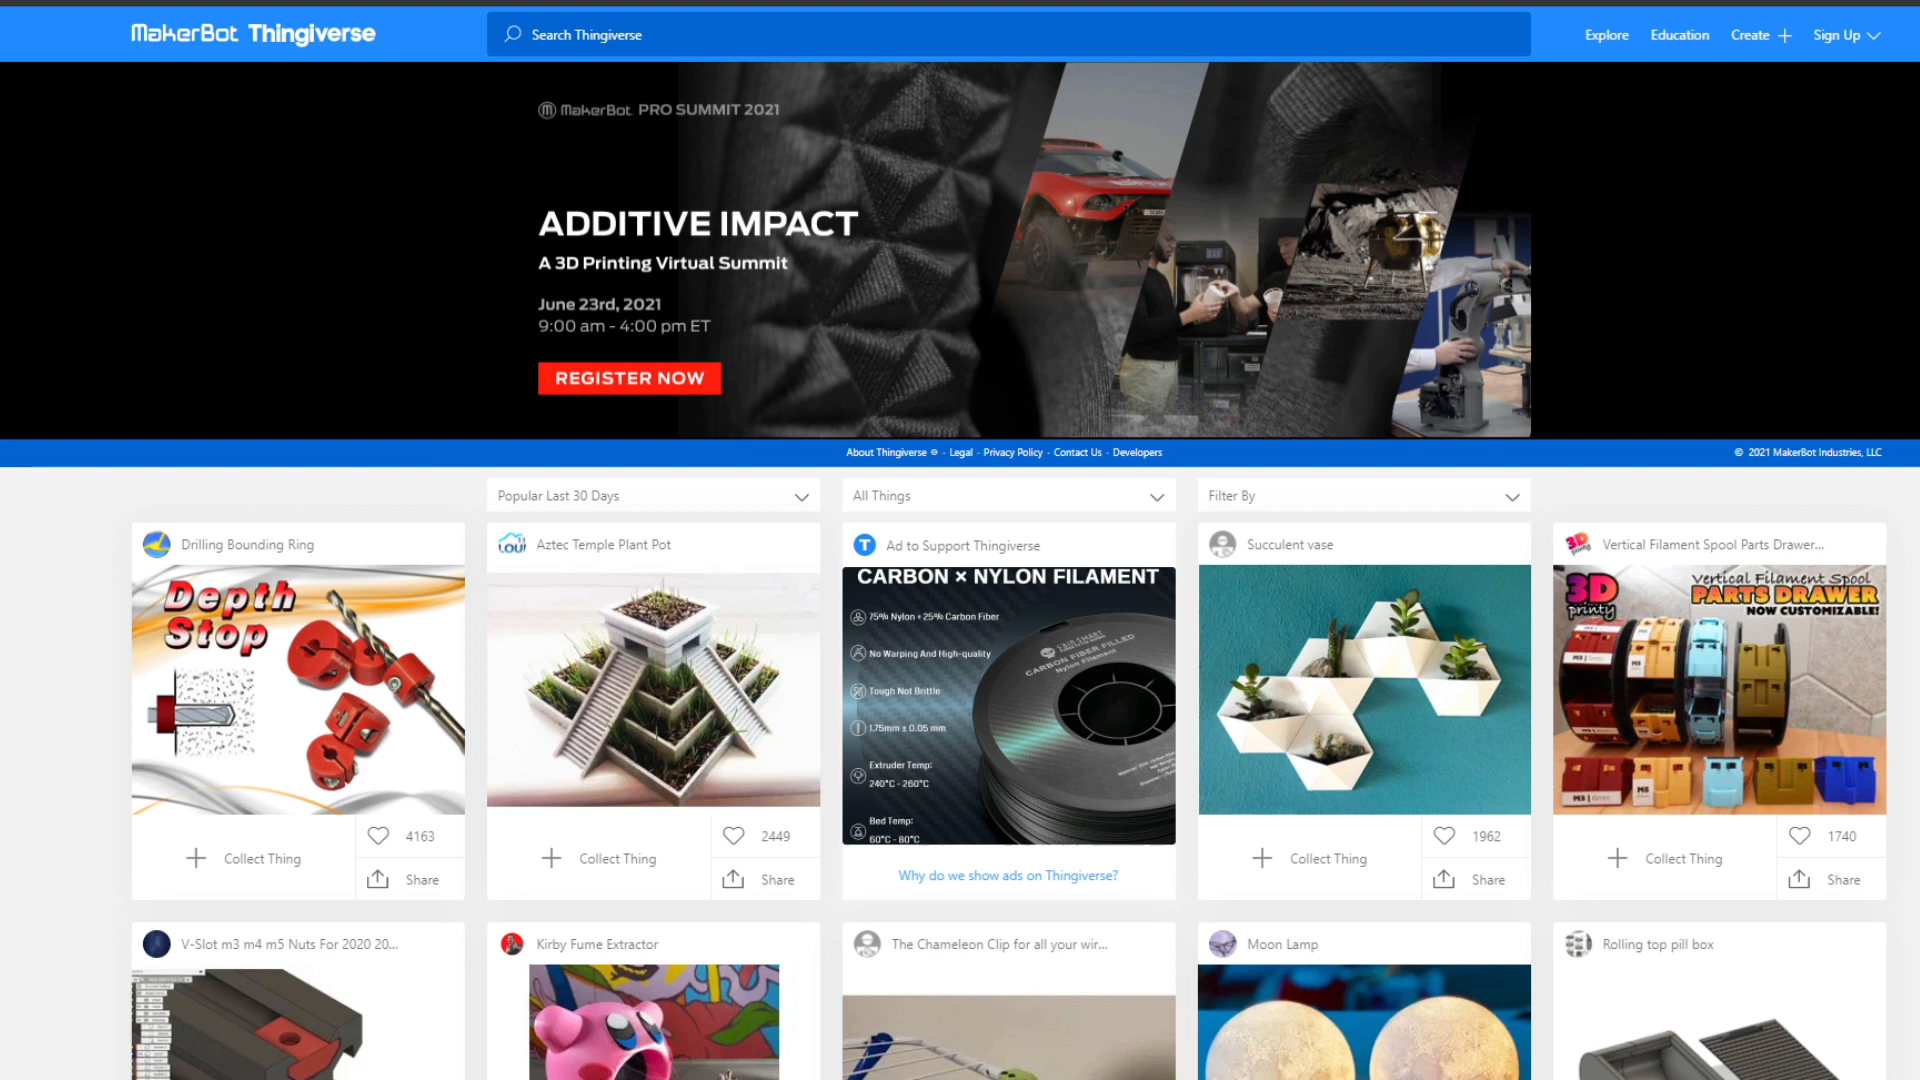 MakerBot Thingiverse
Search Thingiverse
Explore
Education
Create
Sign Up
MakerBot. PRO SUMMIT 2021
ADDITIVE IMPACT
A 3D Printing Virtual Summit
June 23rd, 2021
9:00 am - 4:00 pm ET
REGISTER NOW
About Thingiverse ® · Legal · Privacy Policy · Contact Us · Developers
© 2021 MakerBot Industries, LLC
Popular Last 30 Days
All Things
Filter By
Drilling Bounding Ring
Depth
Stop
Collect Thing
4163
Share
Aztec Temple Plant Pot
Collect Thing
2449
Share
Ad to Support Thingiverse
CARBON × NYLON FILAMENT
75% Nylon + 25% Carbon Fiber
No Warping And High-quality
Tough Not Brittle
1.75mm ± 0.05 mm
Extruder Temp:
240°C - 260°C
Bed Temp:
60°C - 80°C
CARBON FIBER FILLED
Nylon Filament
Why do we show ads on Thingiverse?
Succulent vase
Collect Thing
1962
Share
Vertical Filament Spool Parts Drawer...
3D
printy
Vertical Filament Spool
PARTS DRAWER
NOW CUSTOMIZABLE!
M3
M5
Collect Thing
1740
Share
V-Slot m3 m4 m5 Nuts For 2020 20...
Kirby Fume Extractor
The Chameleon Clip for all your wir...
Moon Lamp
Rolling top pill box